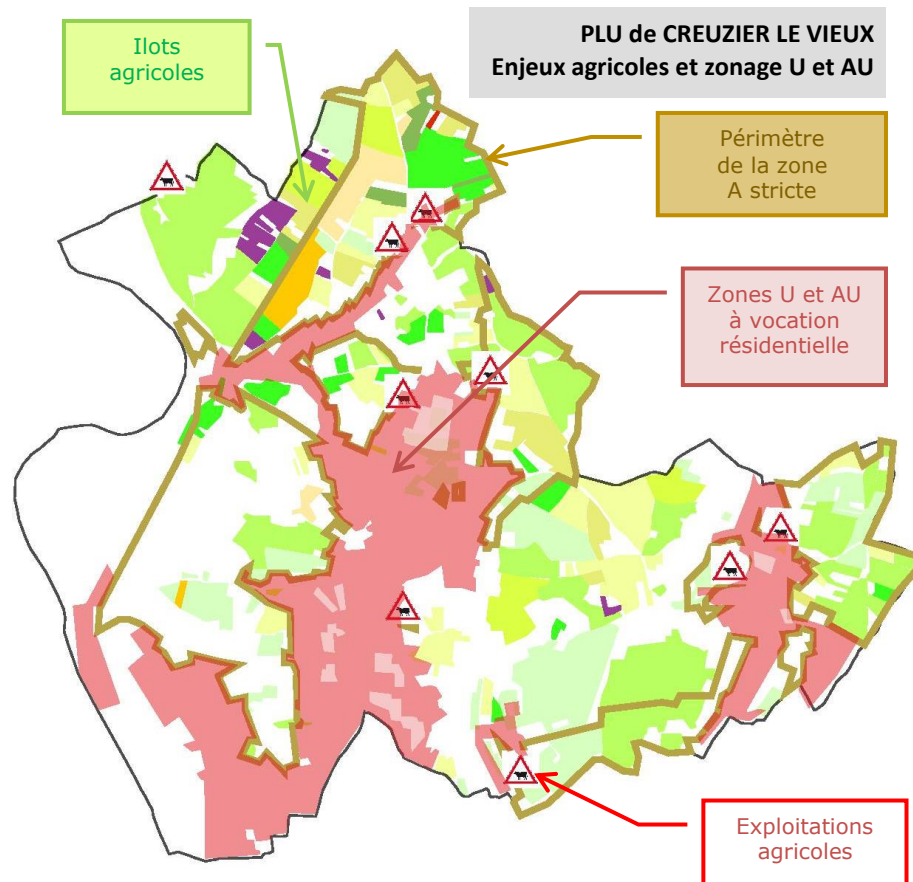 PLU de CREUZIER LE VIEUX
Enjeux agricoles et zonage U et AU
Ilots
agricoles
Périmètre
de la zone
A stricte
Zones U et AU
à vocation
résidentielle
Exploitations
agricoles